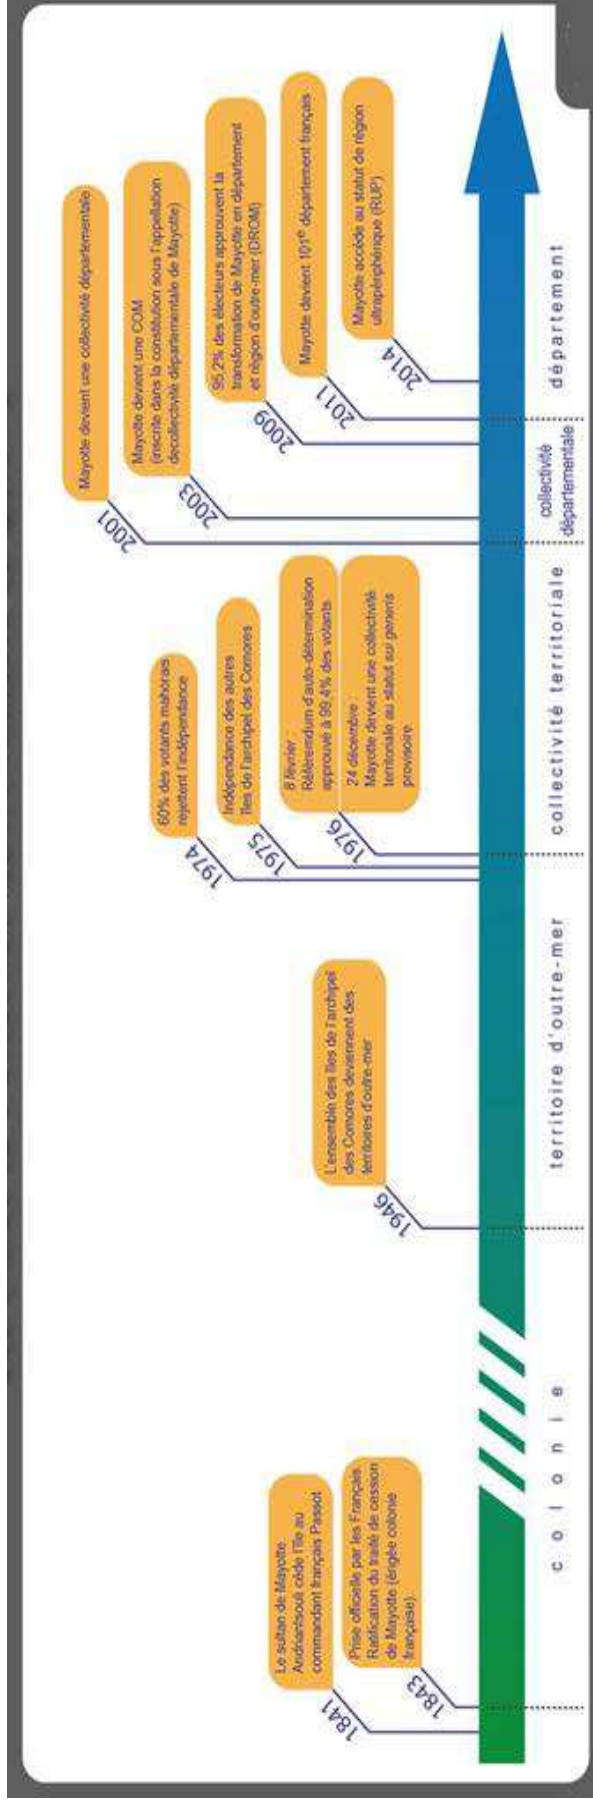 Le sultan de Mayotte
Andriantsouli cède l'île au
commandant français Passot
1841
Prise officielle par les Français.
Ratification du traité de cession
de Mayotte (érigée colonie
française).
1843
L'ensemble des îles de l'archipel
des Comores deviennent des
territoires d'outre-mer
1946
60% des votants mahorais
rejettent l'indépendance
1974
Indépendance des autres
îles de l'archipel des Comores
1975
8 février :
Référendum d'auto-détermination
approuvé à 99,4% des votants
24 décembre :
Mayotte devient une collectivité
territoriale au statut sui generis
provisoire
1976
Mayotte devient une collectivité départementale
2001
Mayotte devient une COM
(inscrite dans la constitution sous l'appellation
decollectivité départementale de Mayotte)
2003
95,2% des électeurs approuvent la
transformation de Mayotte en département
et région d'outre-mer (DROM)
2009
Mayotte devient 101e département français
2011
Mayotte accède au statut de région
ultrapériphérique (RUP)
2014
colonie
territoire d'outre-mer
collectivité territoriale
collectivité
départementale
département